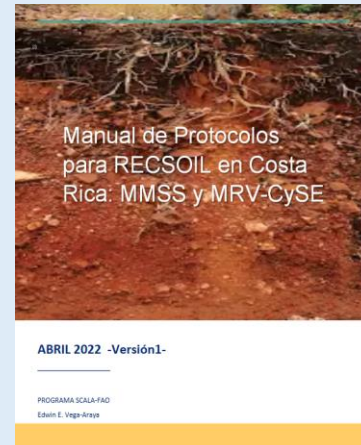 Manual de Protocolos
para RECSOIL en Costa
Rica: MMSS y MRV-CySE
ABRIL 2022 -Versión1-
PROGRAMA SCALA-FAO
Edwin E. Vega-Araya